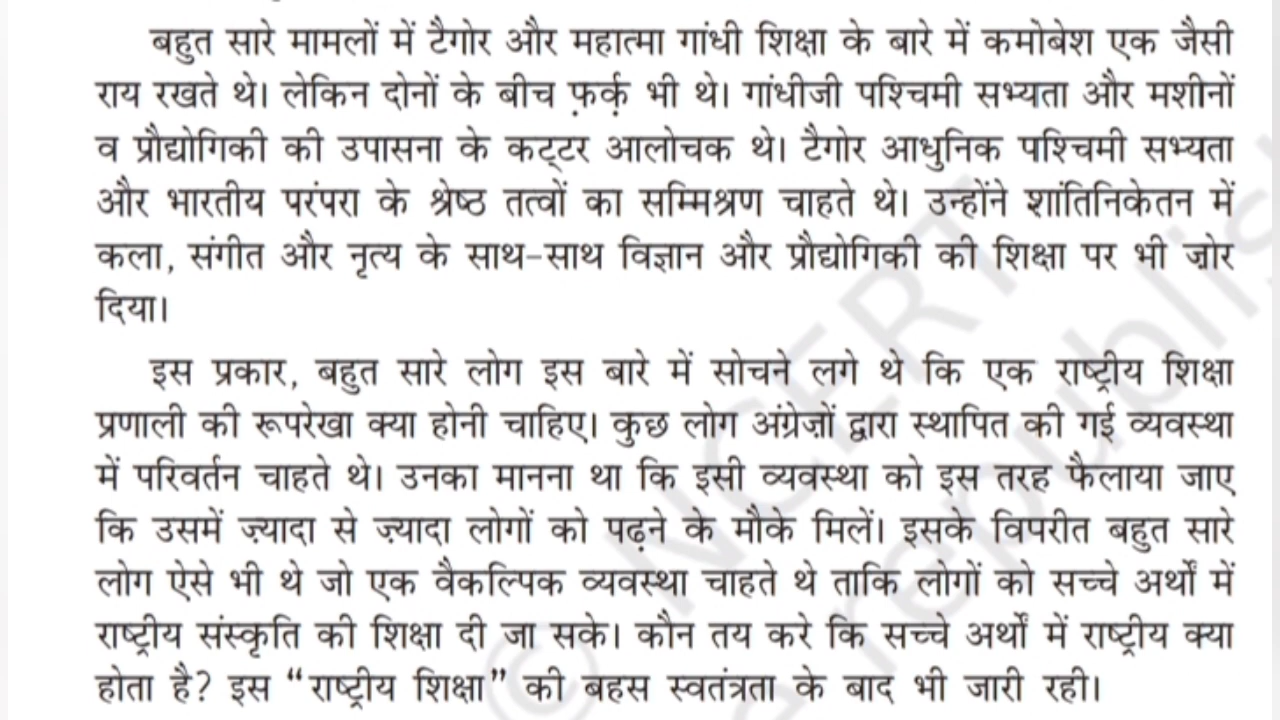 बहुत सारे मामलों में टैगोर और महात्मा गांधी शिक्षा के बारे में कमोबेश एक जैसी
राय रखते थे। लेकिन दोनों के बीच फ़र्क़ भी थे। गांधीजी पश्चिमी सभ्यता और मशीनों
व प्रौद्योगिकी की उपासना के कट्टर आलोचक थे। टैगोर आधुनिक पश्चिमी सभ्यता
और भारतीय परंपरा के श्रेष्ठ तत्वों का सम्मिश्रण चाहते थे। उन्होंने शांतिनिकेतन में
कला, संगीत और नृत्य के साथ-साथ विज्ञान और प्रौद्योगिकी की शिक्षा पर भी ज़ोर
दिया।
इस प्रकार, बहुत सारे लोग इस बारे में सोचने लगे थे कि एक राष्ट्रीय शिक्षा
प्रणाली की रूपरेखा क्या होनी चाहिए। कुछ लोग अंग्रेज़ों द्वारा स्थापित की गई व्यवस्था
में परिवर्तन चाहते थे। उनका मानना था कि इसी व्यवस्था को इस तरह फैलाया जाए
कि उसमें ज़्यादा से ज़्यादा लोगों को पढ़ने के मौके मिलें। इसके विपरीत बहुत सारे
लोग ऐसे भी थे जो एक वैकल्पिक व्यवस्था चाहते थे ताकि लोगों को सच्चे अर्थों में
राष्ट्रीय संस्कृति की शिक्षा दी जा सके। कौन तय करे कि सच्चे अर्थों में राष्ट्रीय क्या
होता है? इस “राष्ट्रीय शिक्षा” की बहस स्वतंत्रता के बाद भी जारी रही।
© NCERT
republis